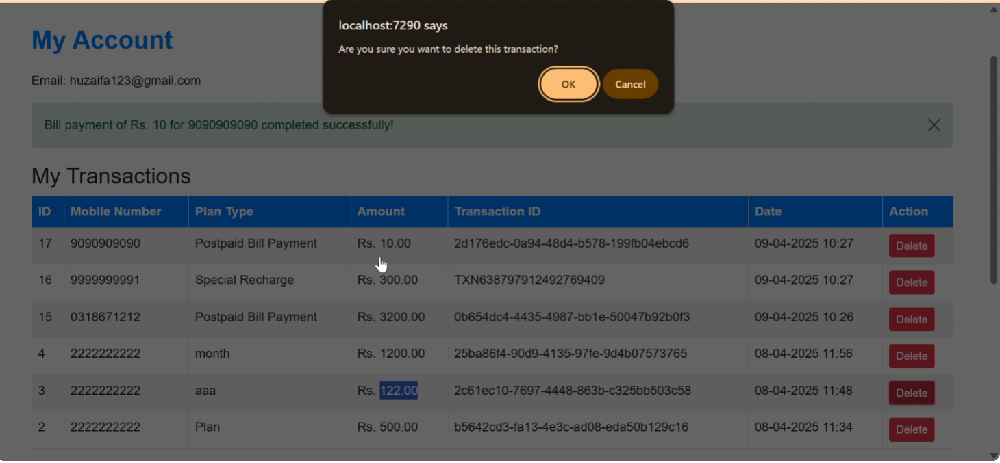 localhost:7290 says
Are you sure you want to delete this transaction?
OK Cancel
My Account
Email: huzaifa123@gmail.com
Bill payment of Rs. 10 for 9090909090 completed successfully!
My Transactions
ID Mobile Number Plan Type Amount Transaction ID Date Action
17 9090909090 Postpaid Bill Payment Rs. 10.00 2d176edc-0a94-48d4-b578-199fb04ebcd6 09-04-2025 10:27 Delete
16 9999999991 Special Recharge Rs. 300.00 TXN638797912492769409 09-04-2025 10:27 Delete
15 0318671212 Postpaid Bill Payment Rs. 3200.00 0b654dc4-4435-4987-bb1e-50047b92b0f3 09-04-2025 10:26 Delete
4 2222222222 month Rs. 1200.00 25ba86f4-90d9-4135-97fe-9d4b07573765 08-04-2025 11:56 Delete
3 2222222222 aaa Rs. 122.00 2c61ec10-7697-4448-863b-c325bb503c58 08-04-2025 11:48 Delete
2 2222222222 Plan Rs. 500.00 b5642cd3-fa13-4e3c-ad08-eda50b129c16 08-04-2025 11:34 Delete